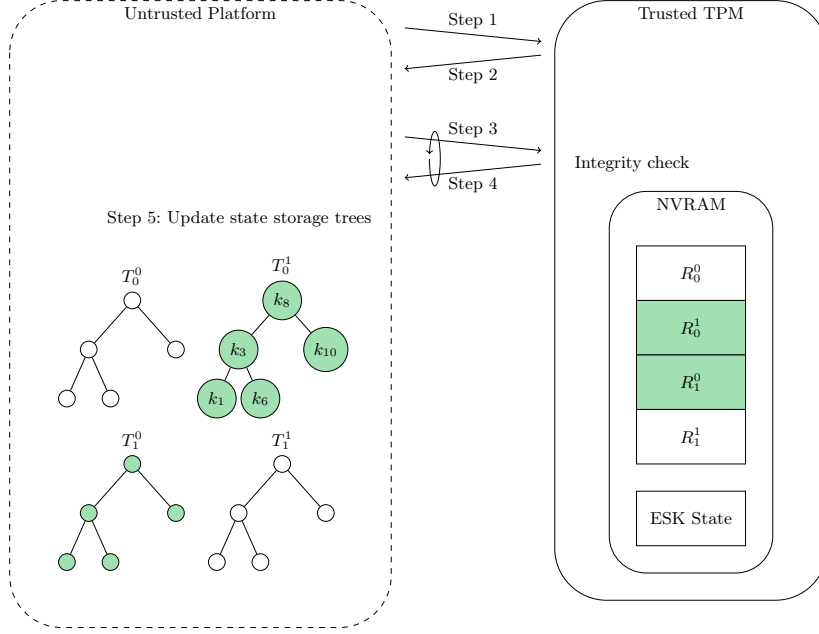 Untrusted Platform
Trusted TPM
Step 1
Step 2
Step 3
Integrity check
Step 4
NVRAM
Step 5: Update state storage trees
T_0^0
T_0^1
k_8
k_3
k_10
k_1
k_6
T_1^0
T_1^1
R_0^0
R_0^1
R_1^0
R_1^1
ESK State